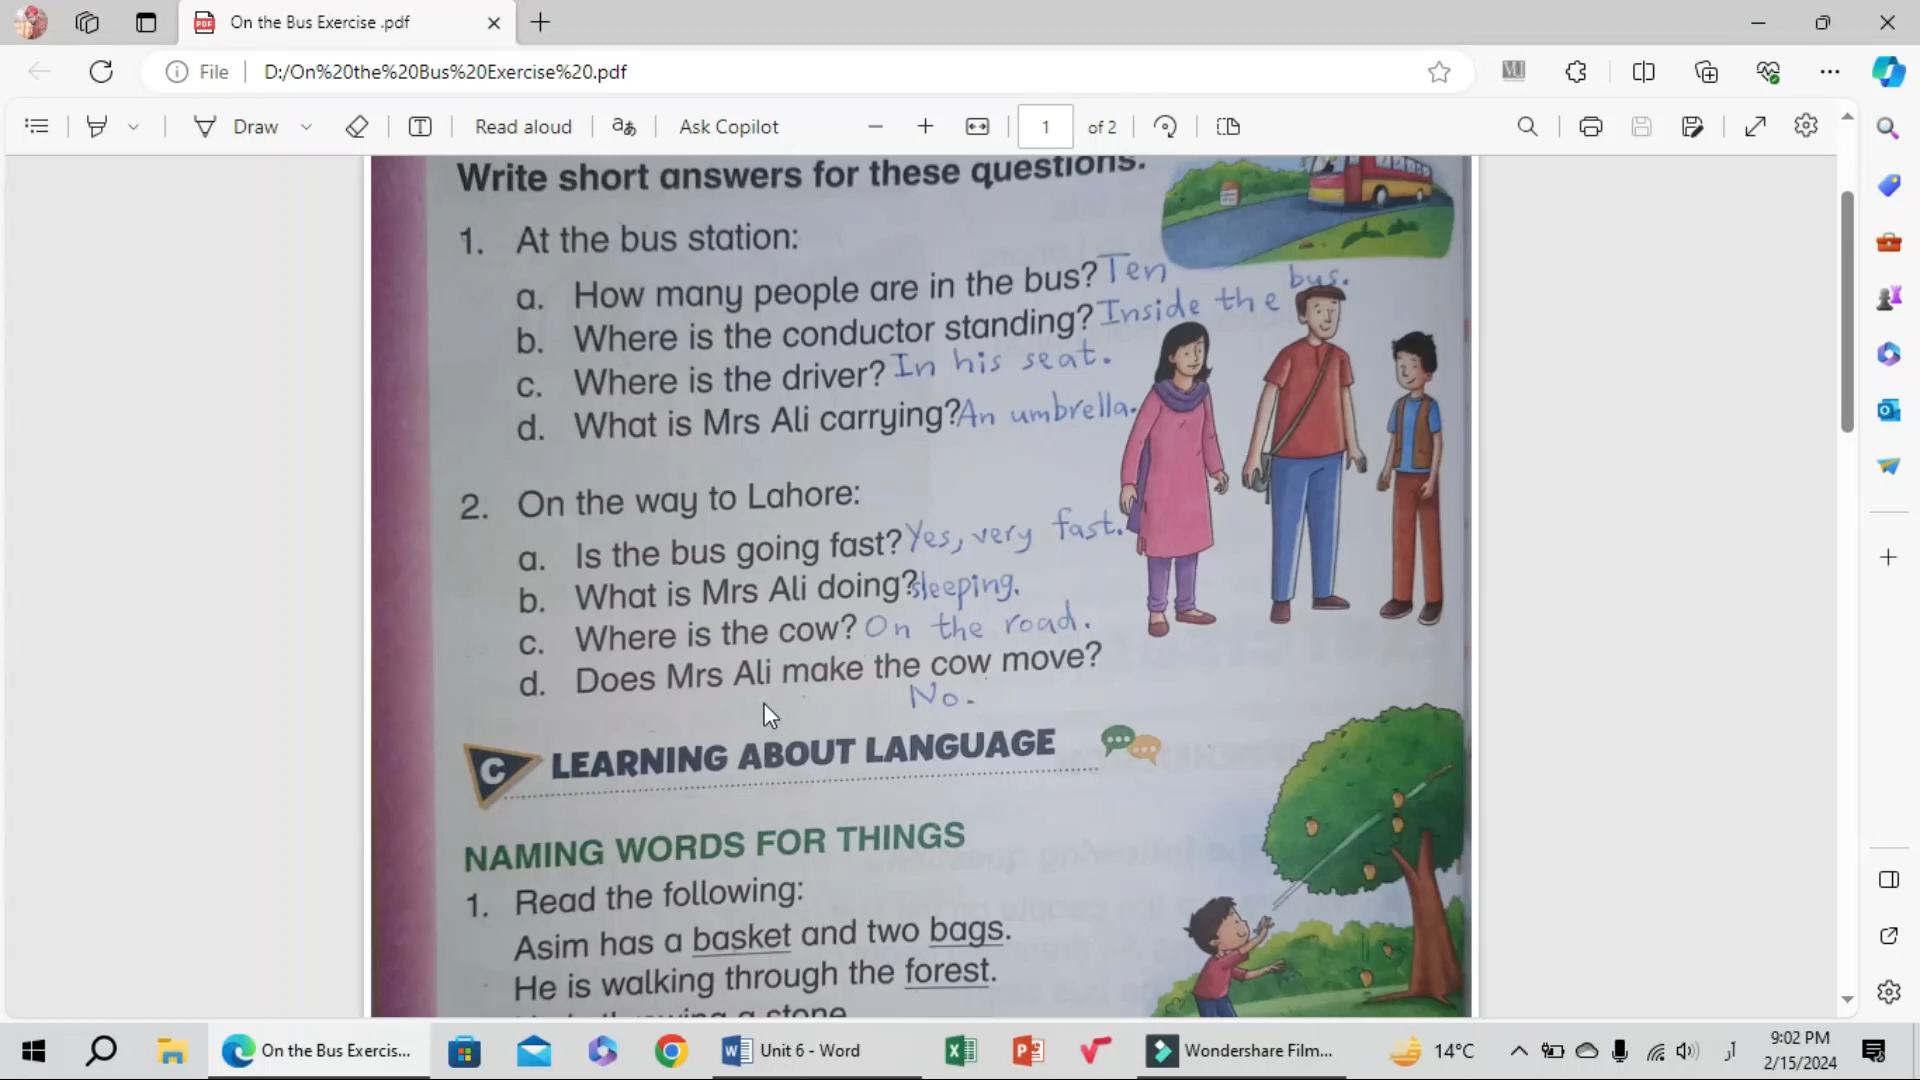 On the Bus Exercise .pdf
File
D:/On%20the%20Bus%20Exercise%20.pdf
Draw
Read aloud
aあ
Ask Copilot
1
of 2
Write short answers for these questions.
1. At the bus station:
a. How many people are in the bus? Ten
b. Where is the conductor standing? Inside the bus.
c. Where is the driver? In his seat.
d. What is Mrs Ali carrying? An umbrella.
2. On the way to Lahore:
a. Is the bus going fast? Yes, very fast.
b. What is Mrs Ali doing? sleeping.
c. Where is the cow? On the road.
d. Does Mrs Ali make the cow move?
No.
C LEARNING ABOUT LANGUAGE
NAMING WORDS FOR THINGS
1. Read the following:
Asim has a basket and two bags.
He is walking through the forest.
a stone
On the Bus Exercis...
Unit 6 - Word
Wondershare Film...
14°C
9:02 PM
2/15/2024